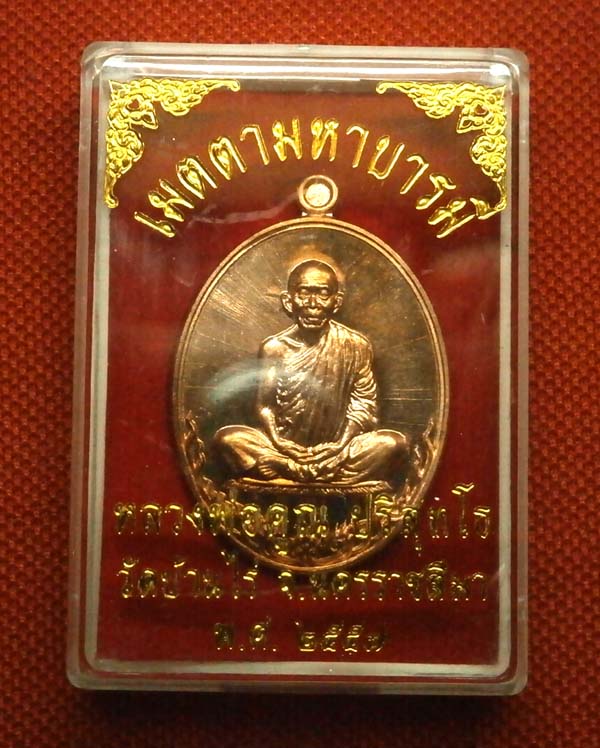 เมตตามหาบารมี
หลวงพ่อคูณ ปริสุทโธ
วัดบ้านไร่ จ.นครราชสีมา
พ.ศ. ๒๕๕๗